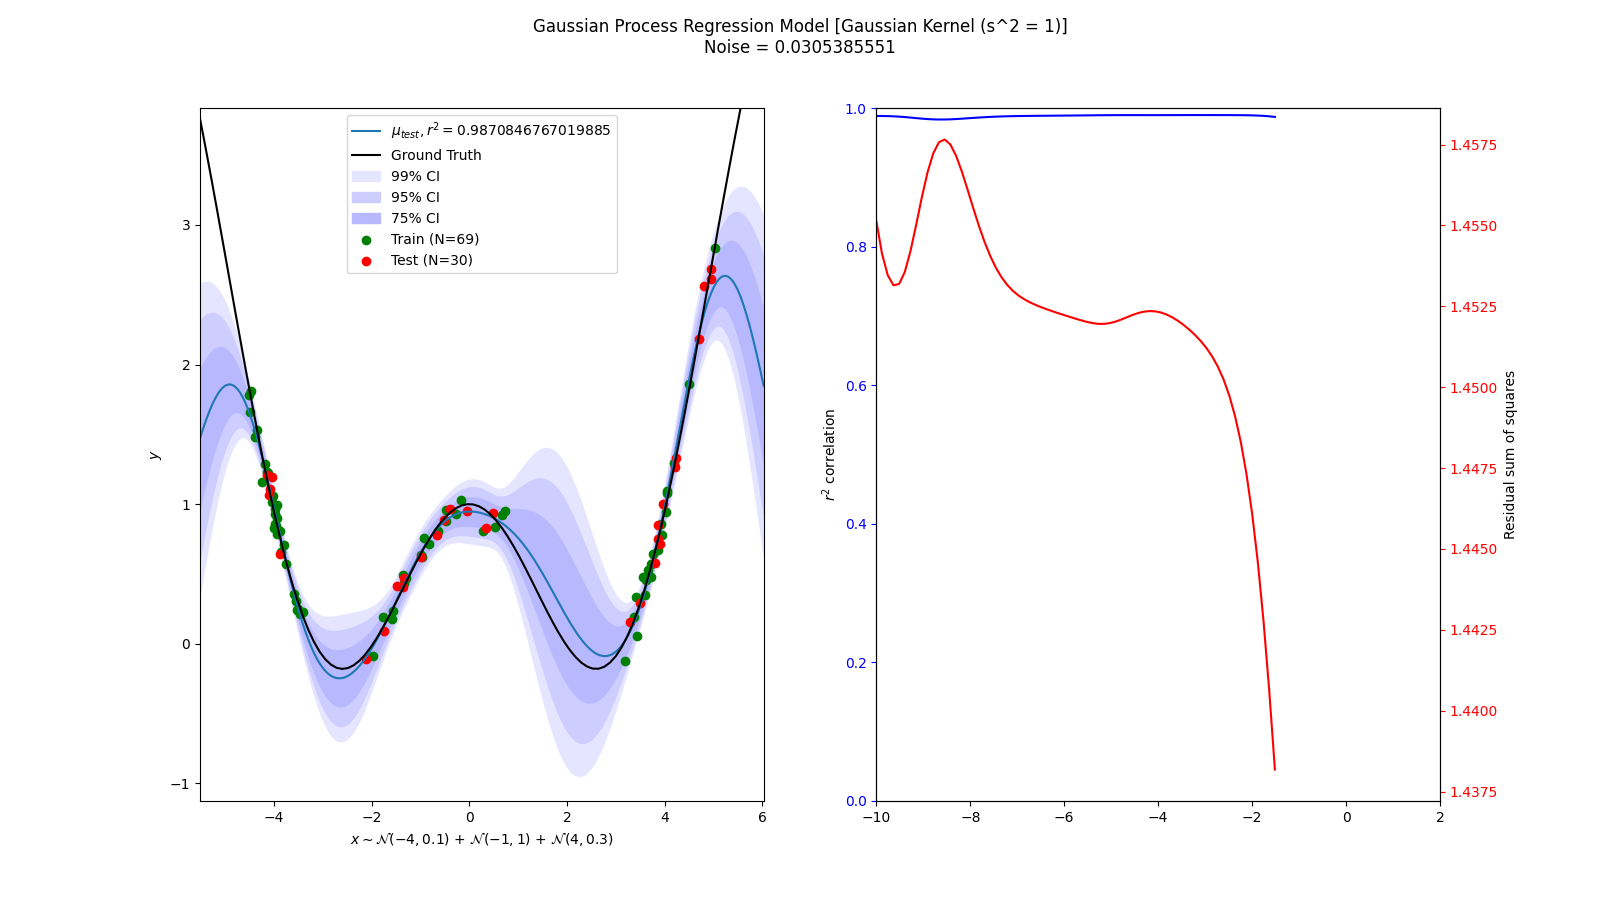 Gaussian Process Regression Model [Gaussian Kernel (s^2 = 1)]
Noise = 0.0305385551
μ_test, r² = 0.9870846767019885
Ground Truth
99% CI
95% CI
75% CI
Train (N=69)
Test (N=30)
3
2
1
0
−1
y
−4
−2
0
2
4
6
x ∼ 𝒩(−4, 0.1) + 𝒩(−1, 1) + 𝒩(4, 0.3)
1.0
0.8
0.6
0.4
0.2
0.0
r² correlation
−10
−8
−6
−4
−2
0
2
1.4575
1.4550
1.4525
1.4500
1.4475
1.4450
1.4425
1.4400
1.4375
Residual sum of squares